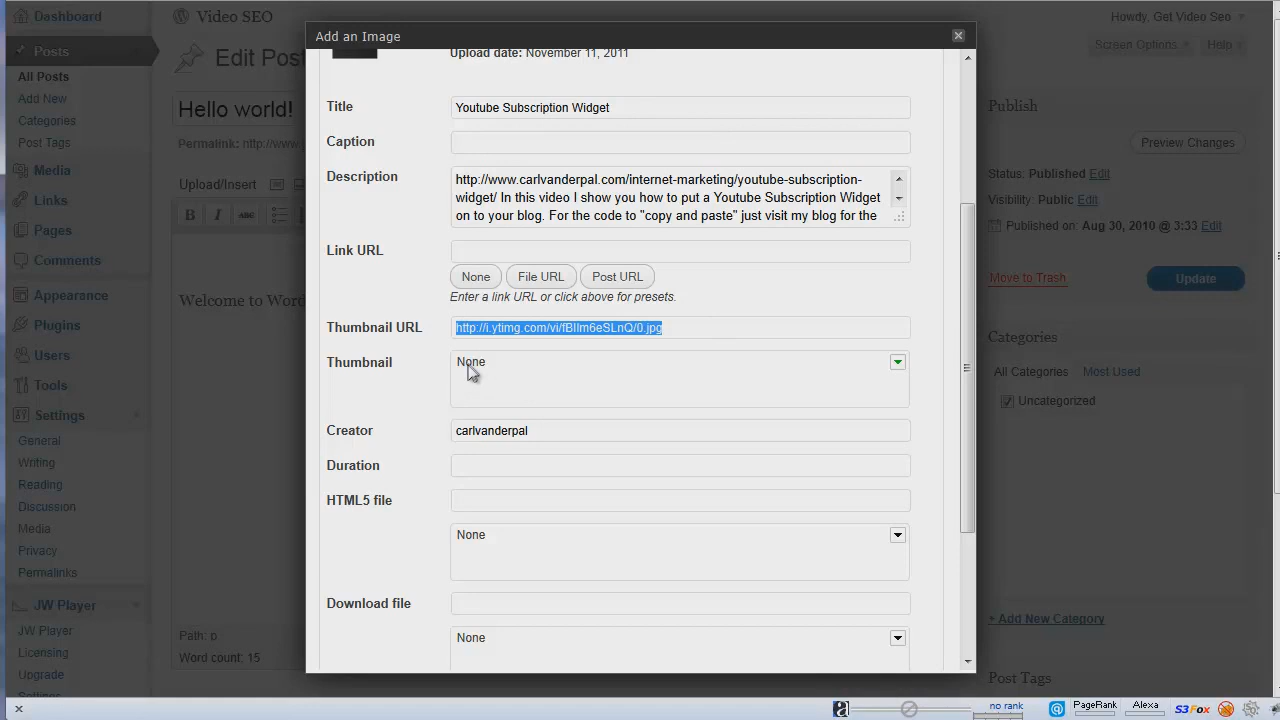 Dashboard
Video SEO
Howdy, Get Video Seo
Add an Image
Posts
Edit Pos
Upload date: November 11, 2011
Screen Options
Help
All Posts
Add New
Categories
Post Tags
Hello world!
Permalink: http://www.
Title
Youtube Subscription Widget
Publish
Caption
Preview Changes
Media
Upload/Insert
Description
http://www.carlvanderpal.com/internet-marketing/youtube-subscription-
widget/ In this video I show you how to put a Youtube Subscription Widget
on to your blog. For the code to "copy and paste" just visit my blog for the
Status: Published Edit
Links
Visibility: Public Edit
B I ABC
Pages
Published on: Aug 30, 2010 @ 3:33 Edit
Comments
Link URL
None
File URL
Post URL
Move to Trash
Update
Appearance
Welcome to Word
Enter a link URL or click above for presets.
Plugins
Thumbnail URL
http://i.ytimg.com/vi/fBIlm6eSLnQ/0.jpg
Categories
Users
Thumbnail
None
All Categories
Most Used
Tools
Uncategorized
Settings
Creator
carlvanderpal
General
Writing
Duration
Reading
HTML5 file
Discussion
Media
None
Privacy
Permalinks
JW Player
Download file
+ Add New Category
JW Player
Path: p
None
Licensing
Word count: 15
Upgrade
Post Tags
Settings
no rank
PageRank
Alexa
S3Fox